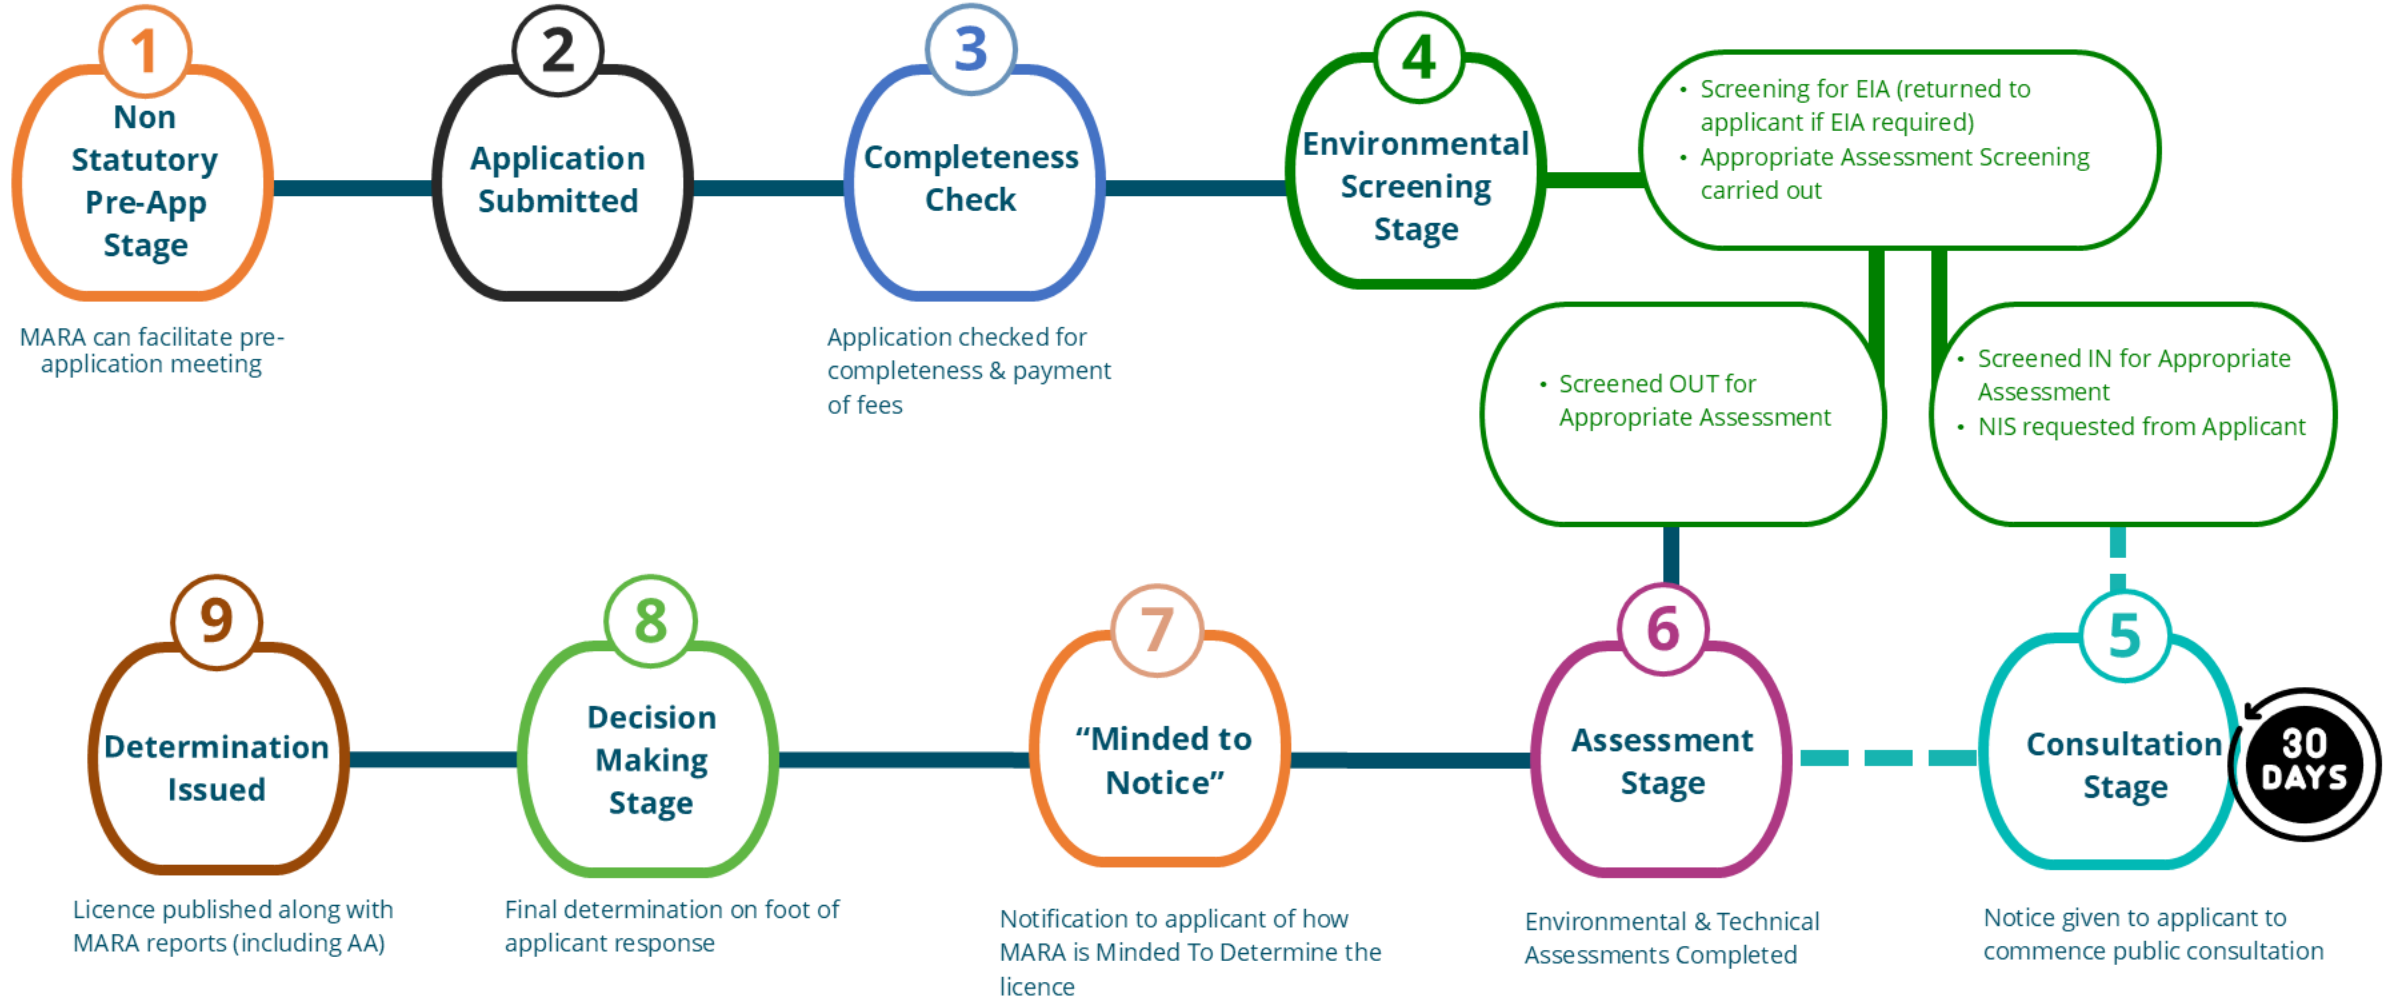 1
Non
Statutory
Pre-App
Stage
MARA can facilitate pre-
application meeting
2
Application
Submitted
3
Completeness
Check
Application checked for
completeness & payment
of fees
4
Environmental
Screening
Stage
• Screening for EIA (returned to
applicant if EIA required)
• Appropriate Assessment Screening
carried out
• Screened OUT for
Appropriate Assessment
• Screened IN for Appropriate
Assessment
• NIS requested from Applicant
5
Consultation
Stage
30
DAYS
Notice given to applicant to
commence public consultation
6
Assessment
Stage
Environmental & Technical
Assessments Completed
7
“Minded to
Notice”
Notification to applicant of how
MARA is Minded To Determine the
licence
8
Decision
Making
Stage
Final determination on foot of
applicant response
9
Determination
Issued
Licence published along with
MARA reports (including AA)